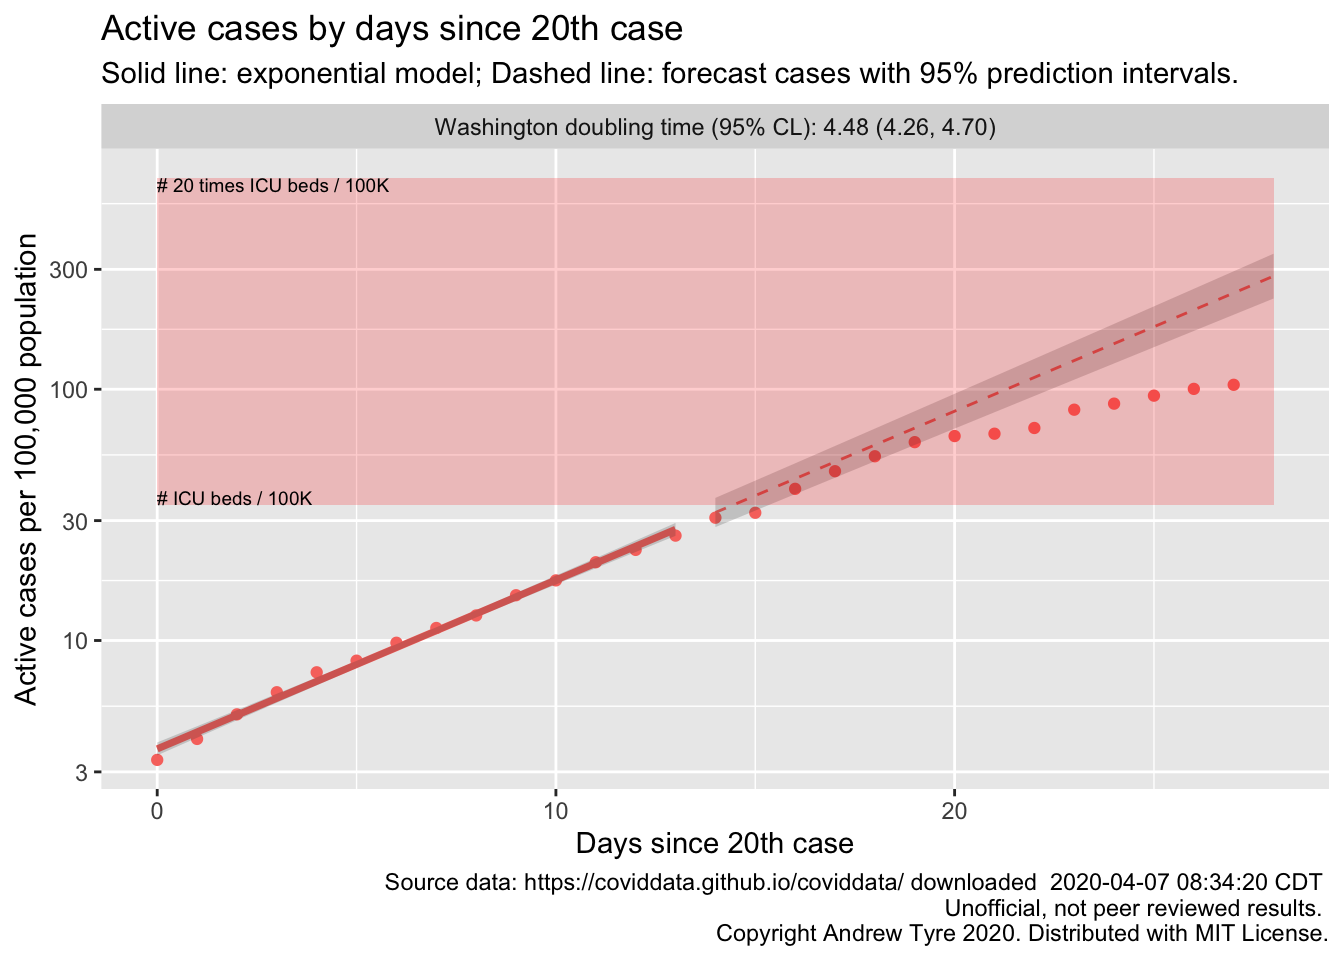 Active cases by days since 20th case
Solid line: exponential model; Dashed line: forecast cases with 95% prediction intervals.
Washington doubling time (95% CL): 4.48 (4.26, 4.70)
# 20 times ICU beds / 100K
# ICU beds / 100K
Active cases per 100,000 population
300
100
30
10
3
0
10
20
Days since 20th case
Source data: https://coviddata.github.io/coviddata/ downloaded  2020-04-07 08:34:20 CDT
Unofficial, not peer reviewed results.
Copyright Andrew Tyre 2020. Distributed with MIT License.